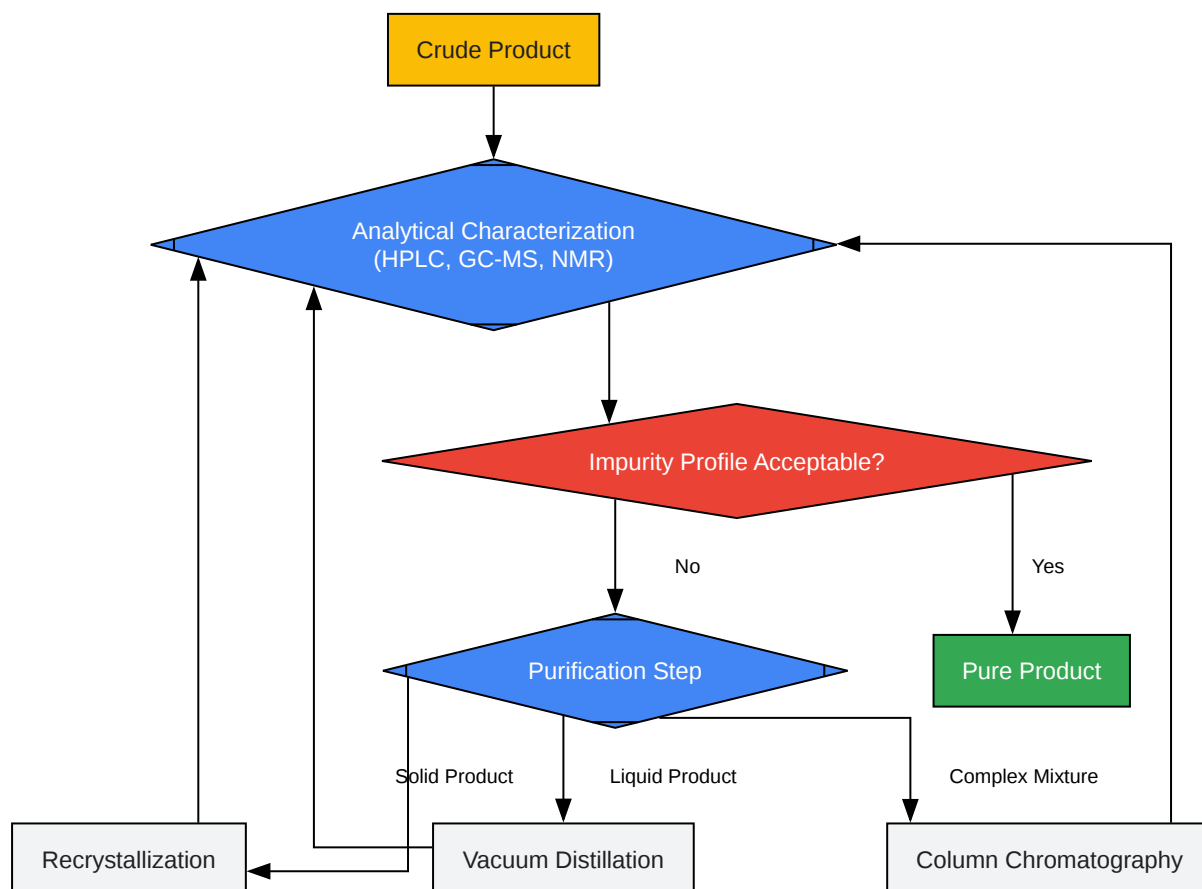 Crude Product
Analytical Characterization
(HPLC, GC-MS, NMR)
Impurity Profile Acceptable?
No
Yes
Purification Step
Pure Product
Solid Product
Liquid Product
Complex Mixture
Recrystallization
Vacuum Distillation
Column Chromatography